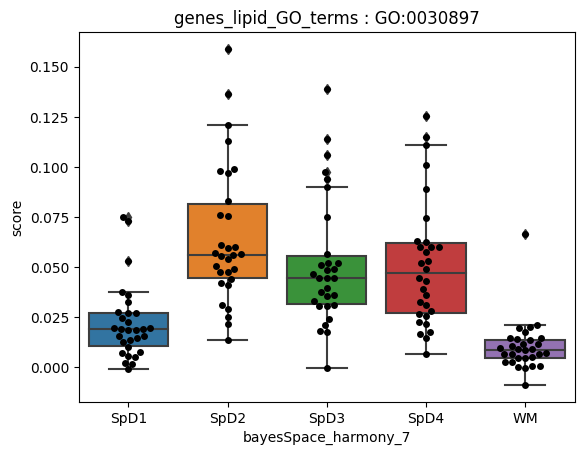 genes_lipid_GO_terms : GO:0030897
score
0.150
0.125
0.100
0.075
0.050
0.025
0.000
SpD1 SpD2 SpD3 SpD4 WM
bayesSpace_harmony_7